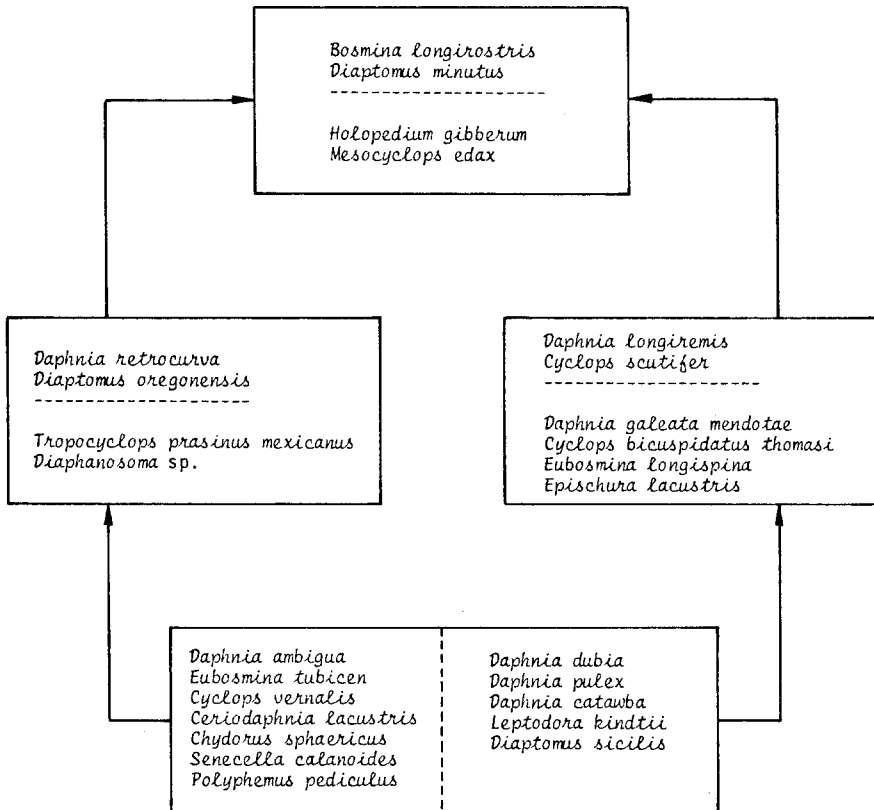 Bosmina longirostris
Diaptomus minutus
Holopedium gibberum
Mesocyclops edax
Daphnia retrocurva
Diaptomus oregonensis
Tropocyclops prasinus mexicanus
Diaphanosoma sp.
Daphnia longiremis
Cyclops scutifer
Daphnia galeata mendotae
Cyclops bicuspidatus thomasi
Eubosmina longispina
Epischura lacustris
Daphnia ambigua
Eubosmina tubicen
Cyclops vernalis
Ceriodaphnia lacustris
Chydorus sphaericus
Senecella calanoides
Polyphemus pediculus
Daphnia dubia
Daphnia pulex
Daphnia catawba
Leptodora kindtii
Diaptomus sicilis